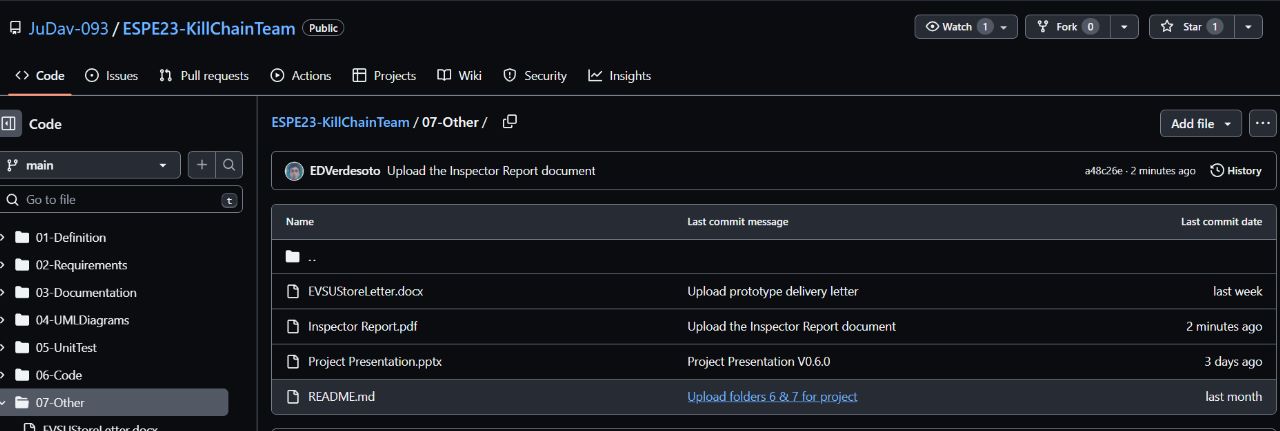 JuDav-093 / ESPE23-KillChainTeam Public Watch 1 Fork 0 Star 1
Code Issues Pull requests Actions Projects Wiki Security Insights
Code
main
Go to file t
01-Definition
02-Requirements
03-Documentation
04-UMLDiagrams
05-UnitTest
06-Code
07-Other
EVSUStoreLetter.docx
ESPE23-KillChainTeam / 07-Other / Add file ...
EDVerdesoto Upload the Inspector Report document a48c26e · 2 minutes ago History
Name Last commit message Last commit date
..
EVSUStoreLetter.docx Upload prototype delivery letter last week
Inspector Report.pdf Upload the Inspector Report document 2 minutes ago
Project Presentation.pptx Project Presentation V0.6.0 3 days ago
README.md Upload folders 6 & 7 for project last month